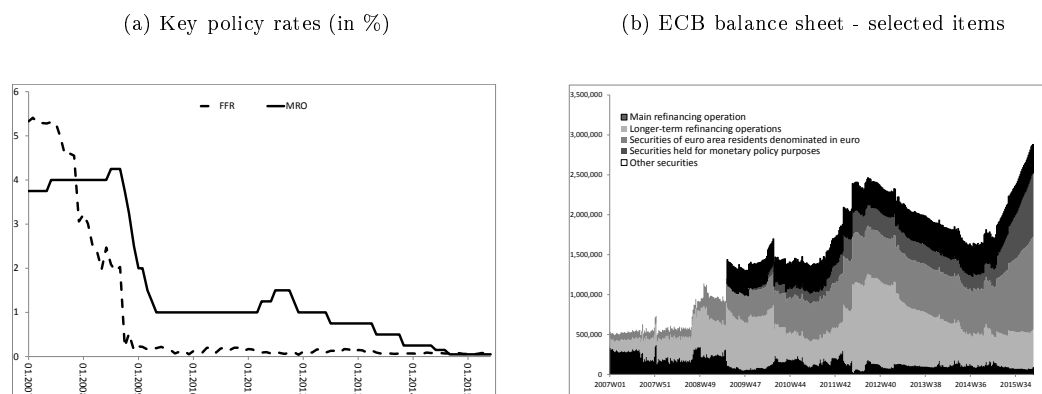 (a) Key policy rates (in %)
(b) ECB balance sheet - selected items
FFR
MRO
6
5
4
3
2
1
0
3,500,000
3,000,000
2,500,000
2,000,000
1,500,000
1,000,000
500,000
0
Main refinancing operation
Longer-term refinancing operations
Securities of euro area residents denominated in euro
Securities held for monetary policy purposes
Other securities
2007W01 2007W51 2008W49 2009W47 2010W44 2011W42 2012W40 2013W38 2014W36 2015W34